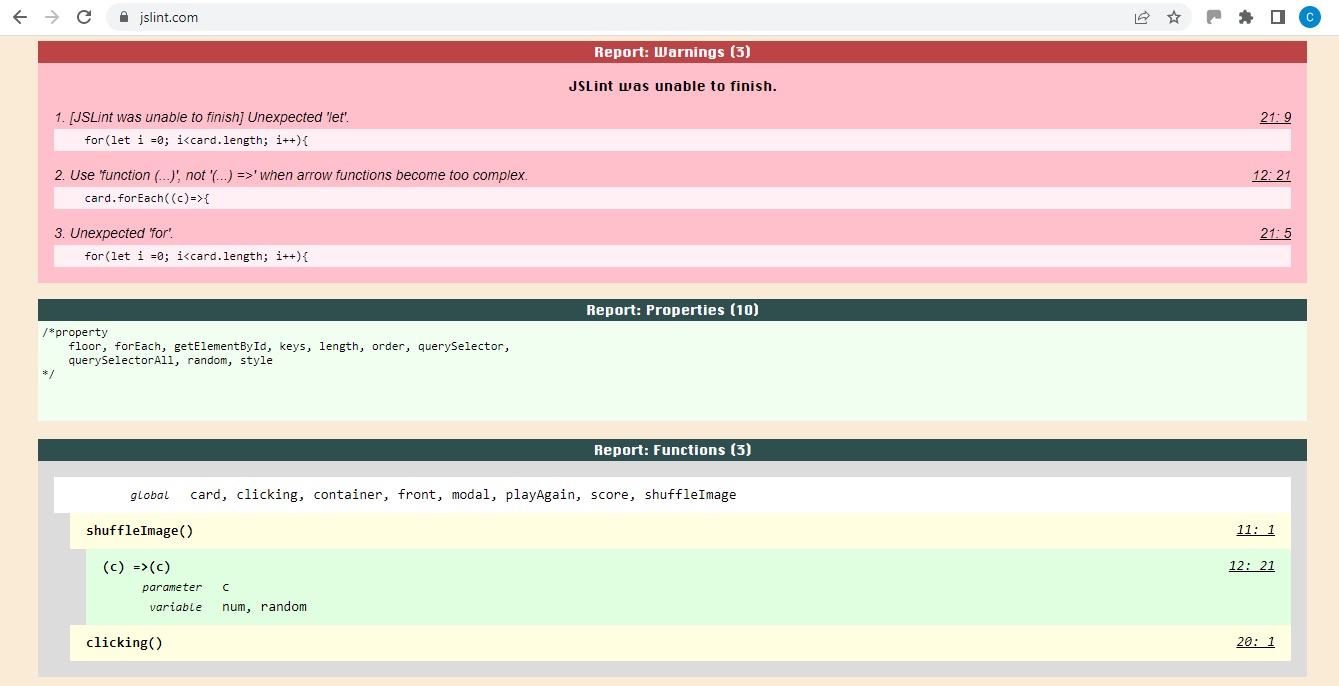 jslint.com
C
Report: Warnings (3)
JSLint was unable to finish.
1. [JSLint was unable to finish] Unexpected 'let'. 21: 9
for(let i =0; i<card.length; i++){
2. Use 'function (...)', not '(...) =>' when arrow functions become too complex. 12: 21
card.forEach((c)=>{
3. Unexpected 'for'. 21: 5
for(let i =0; i<card.length; i++){
Report: Properties (10)
/*property
floor, forEach, getElementById, keys, length, order, querySelector,
querySelectorAll, random, style
*/
Report: Functions (3)
global card, clicking, container, front, modal, playAgain, score, shuffleImage
shuffleImage() 11: 1
(c) =>(c) 12: 21
parameter c
variable num, random
clicking() 20: 1